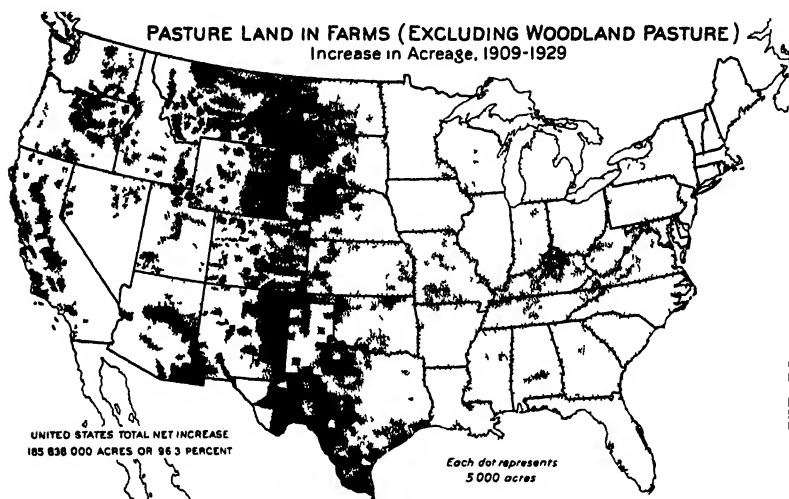 PASTURE LAND IN FARMS (EXCLUDING WOODLAND PASTURE)
Increase in Acreage, 1909-1929
UNITED STATES TOTAL NET INCREASE
185 838 000 ACRES OR 96 3 PERCENT
Each dot represents
5 000 acres